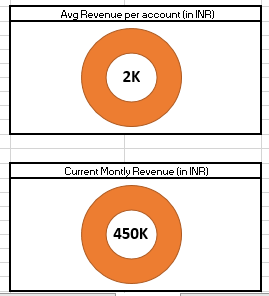 Avg Revenue per account (in INR)
2K
Current Montly Revenue (in INR)
450K